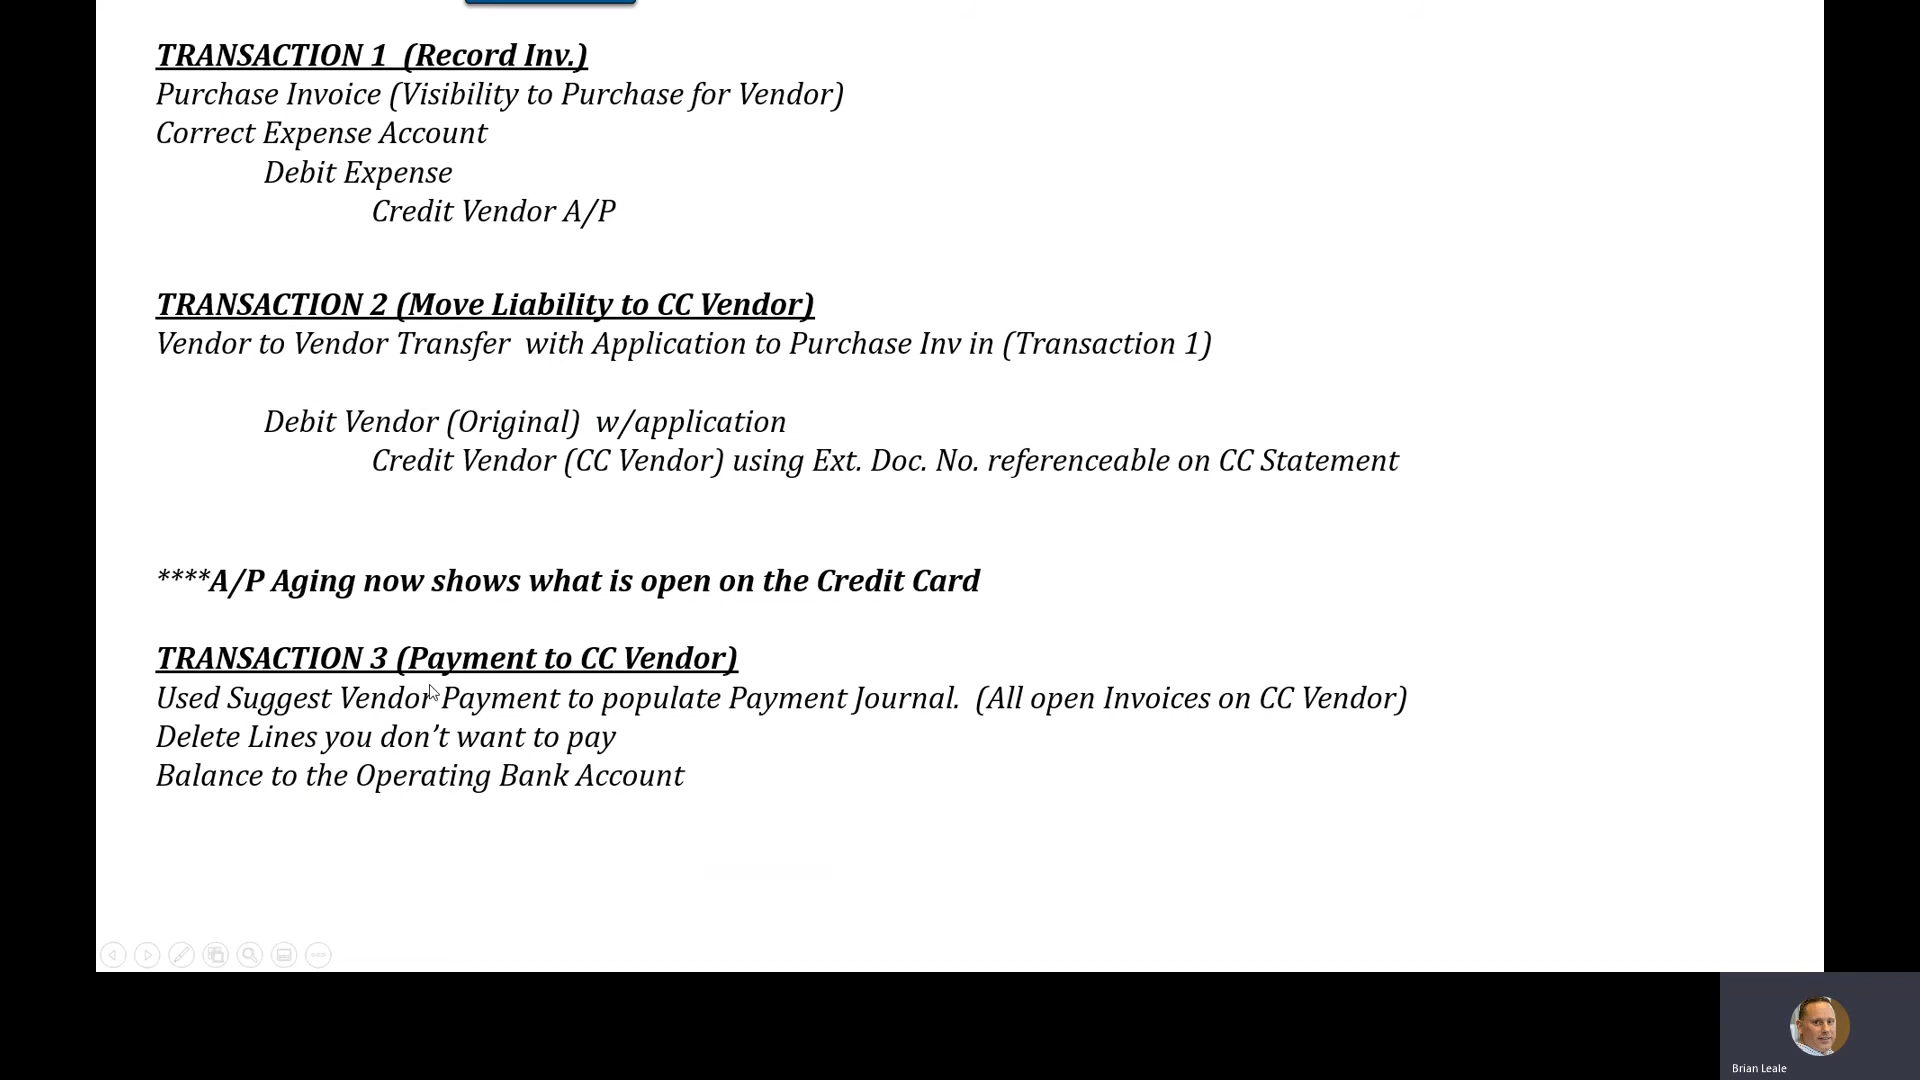 TRANSACTION 1  (Record Inv.)
Purchase Invoice (Visibility to Purchase for Vendor)
Correct Expense Account
Debit Expense
Credit Vendor A/P
TRANSACTION 2 (Move Liability to CC Vendor)
Vendor to Vendor Transfer  with Application to Purchase Inv in (Transaction 1)
Debit Vendor (Original)  w/application
Credit Vendor (CC Vendor) using Ext. Doc. No. referenceable on CC Statement
****A/P Aging now shows what is open on the Credit Card
TRANSACTION 3 (Payment to CC Vendor)
Used Suggest Vendor Payment to populate Payment Journal.  (All open Invoices on CC Vendor)
Delete Lines you don’t want to pay
Balance to the Operating Bank Account
Brian Leale